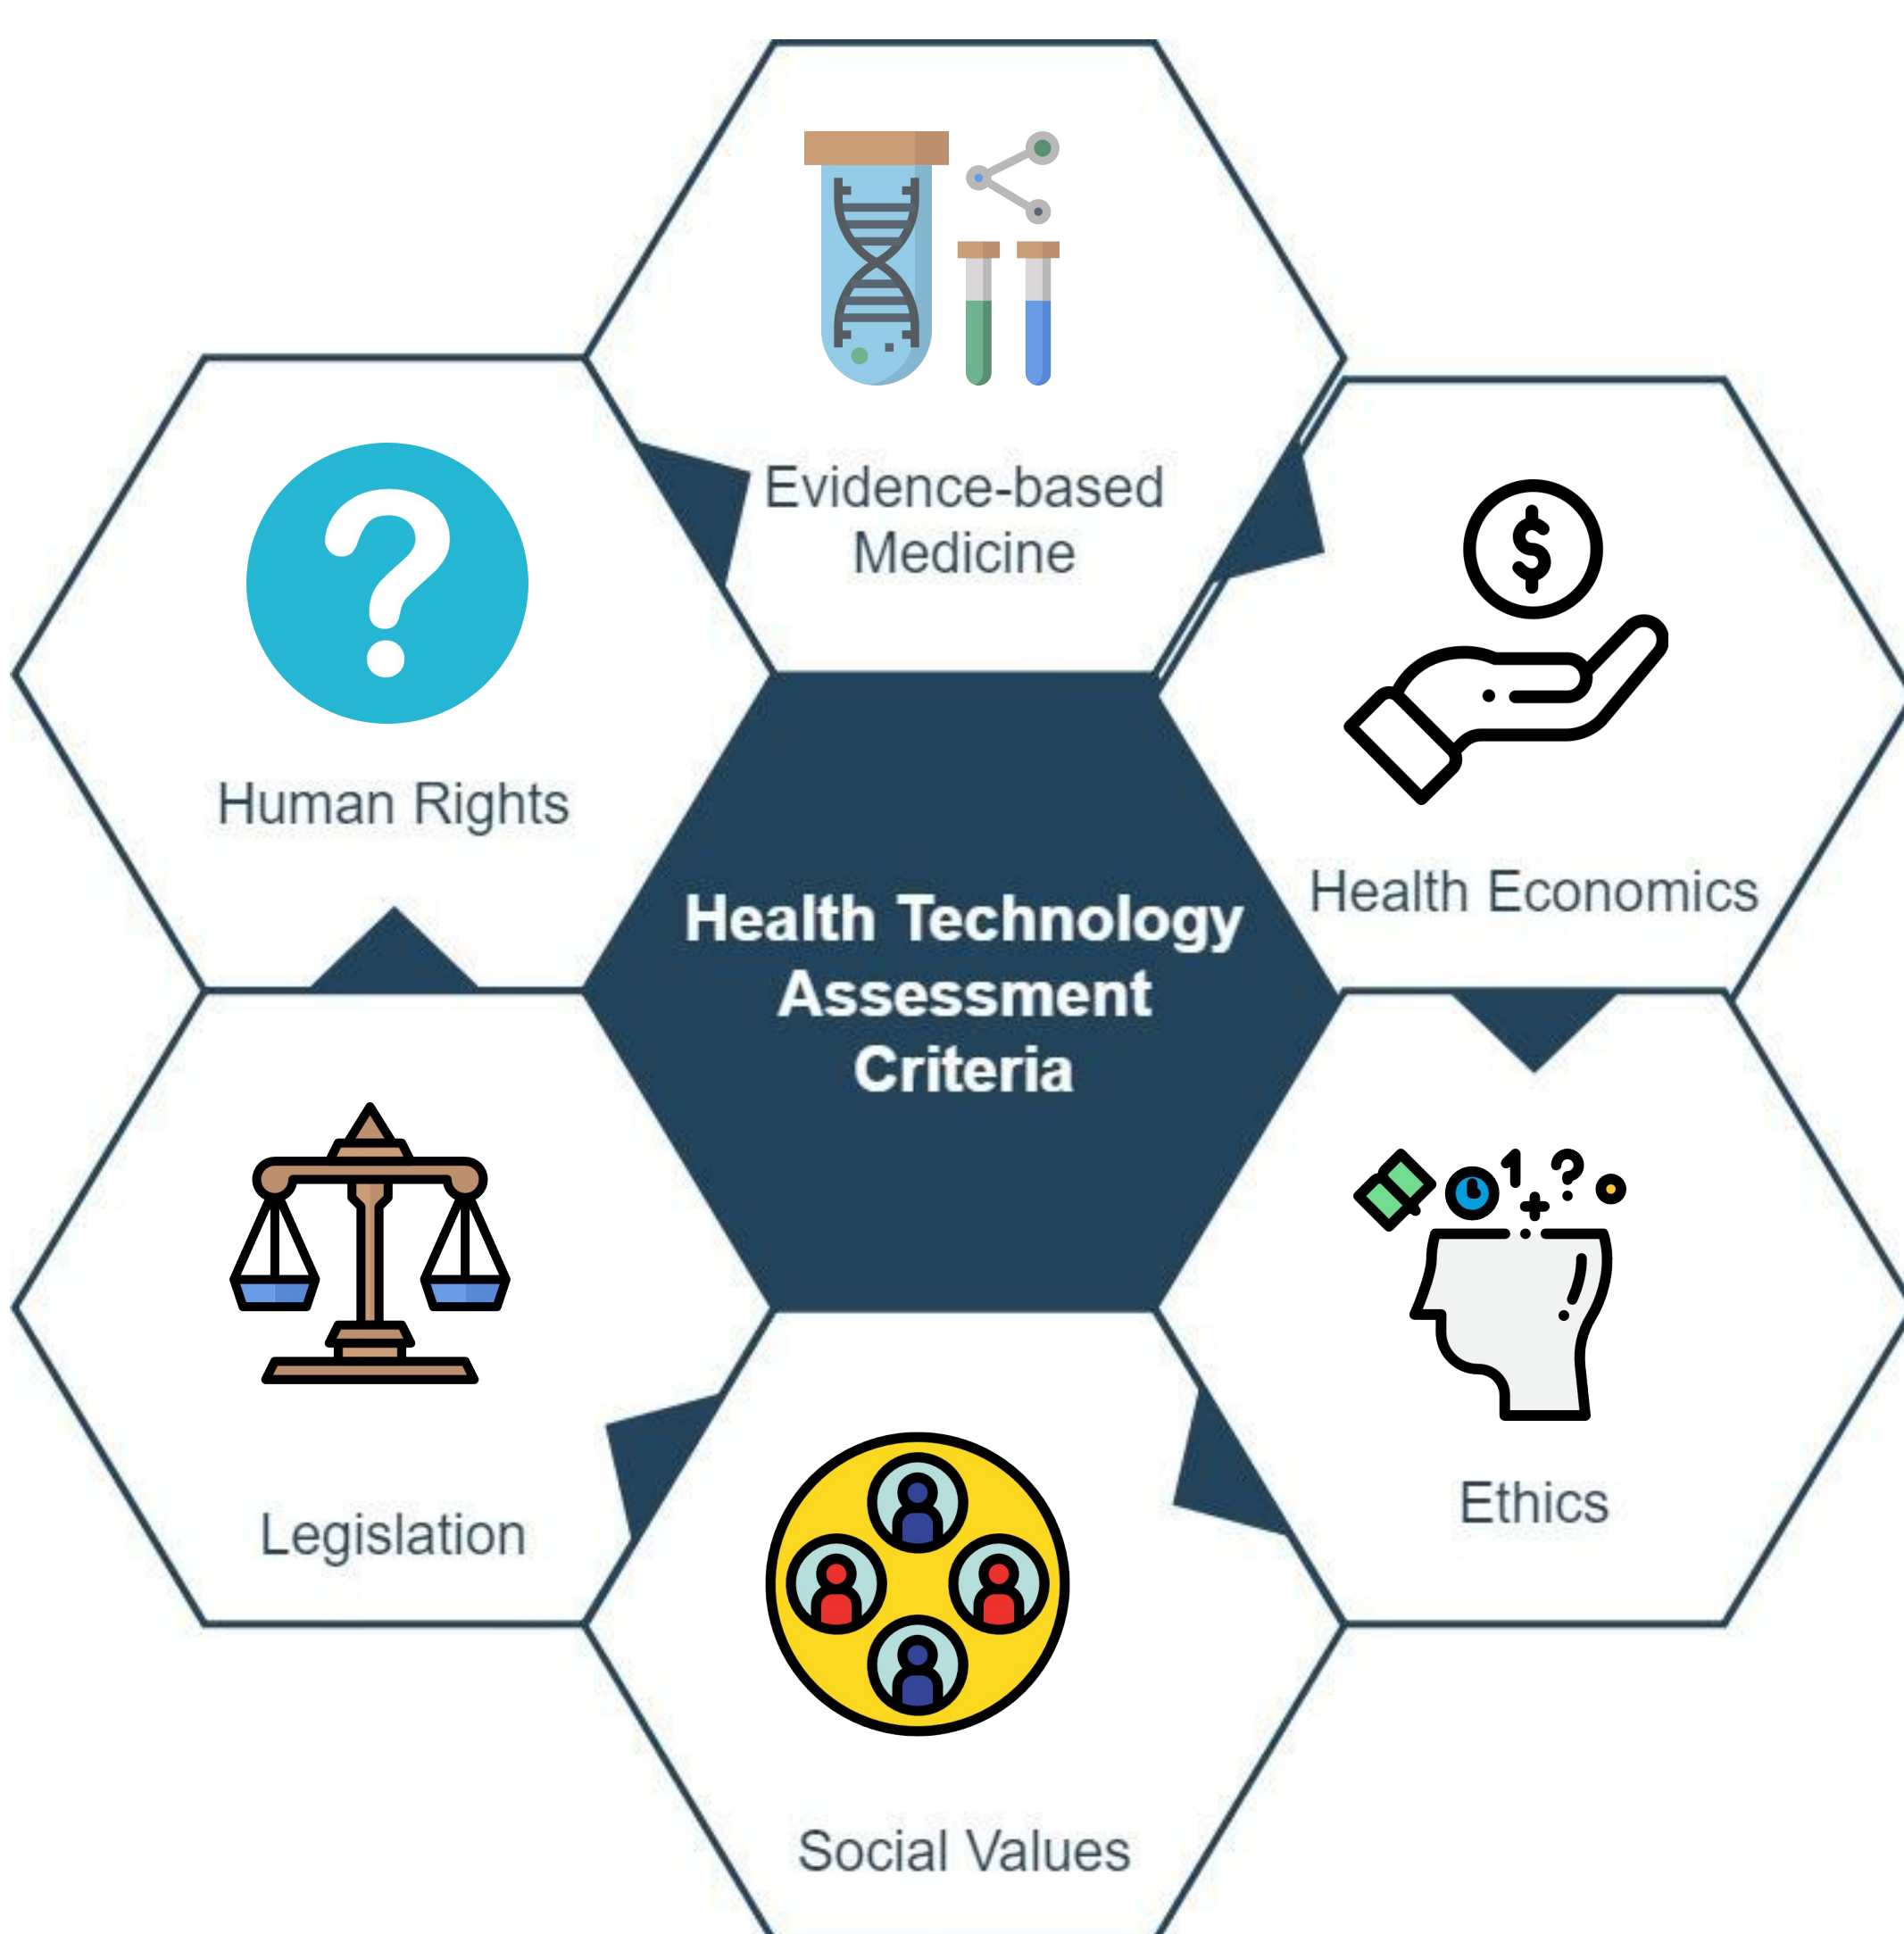 Evidence-based
Medicine
Human Rights
Health Economics
Health Technology
Assessment
Criteria
Legislation
Ethics
Social Values